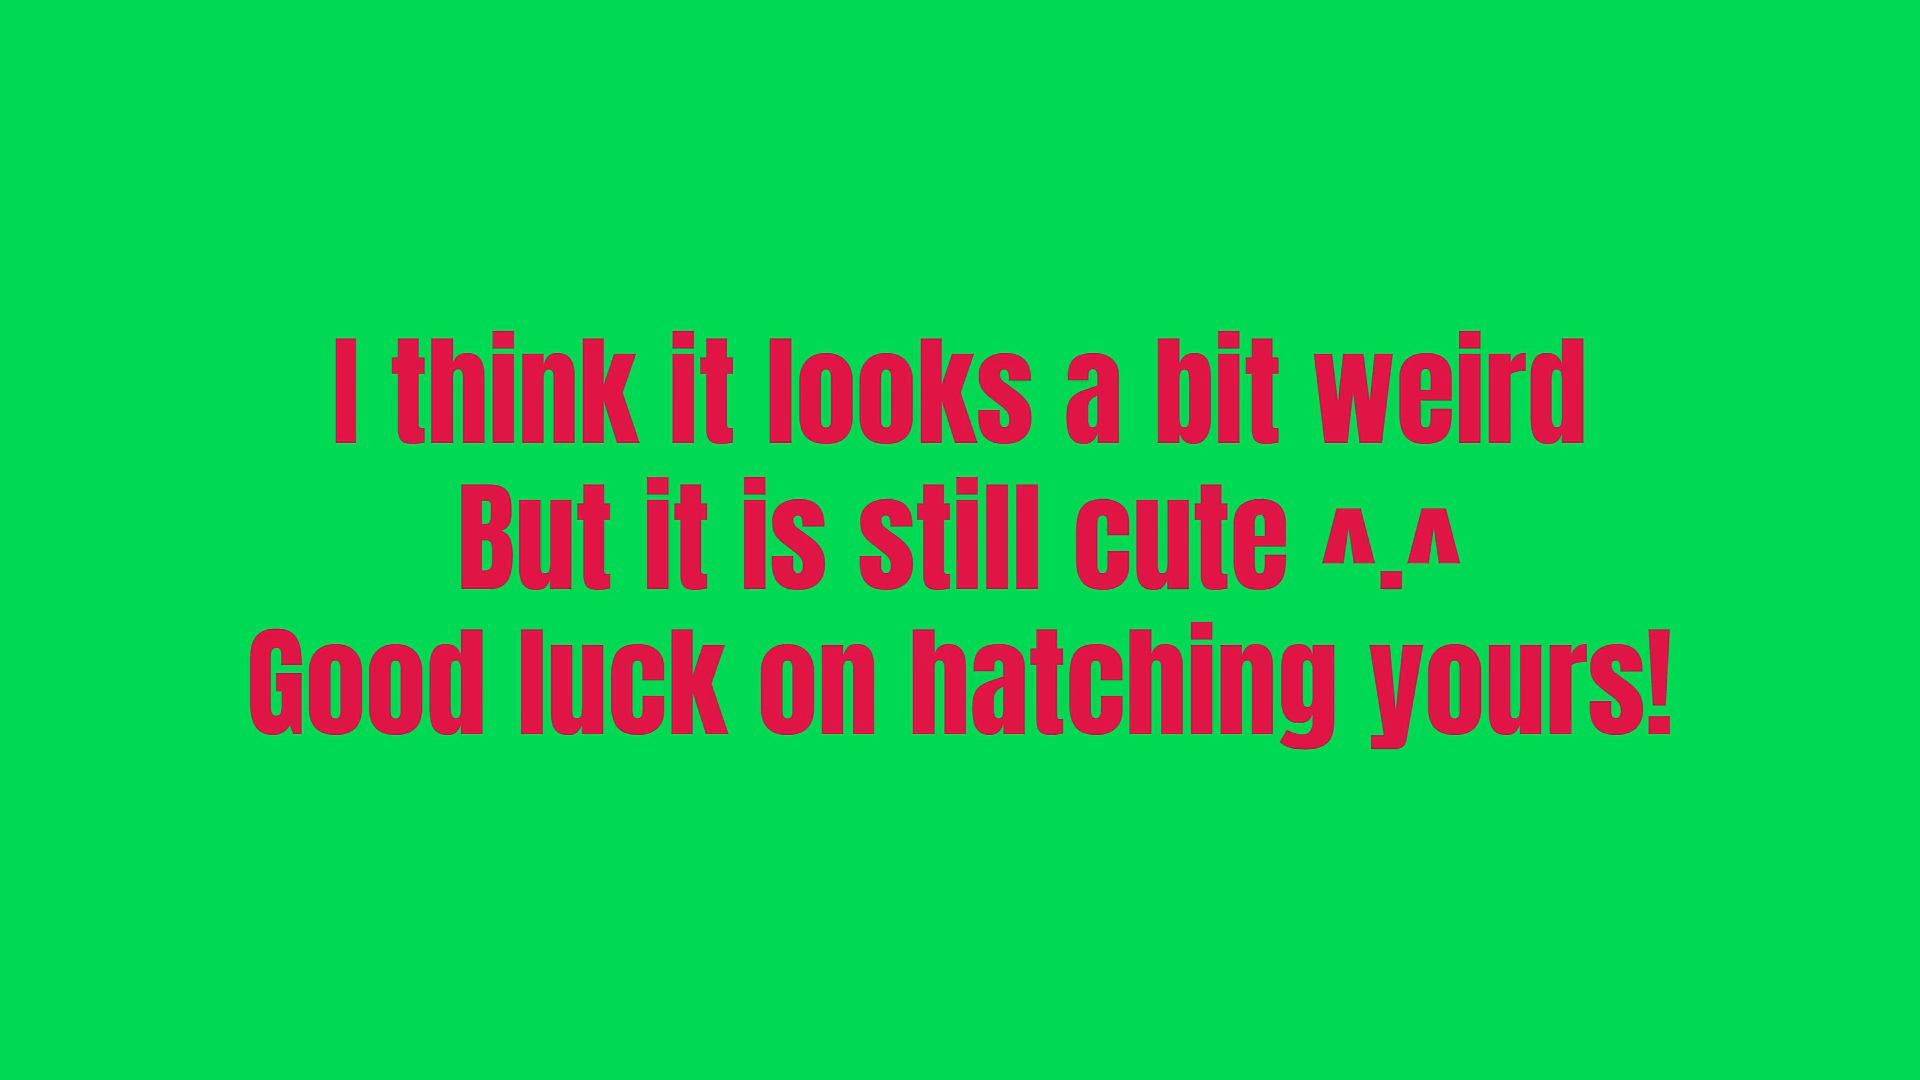 I think it looks a bit weird
But it is still cute ^.^
Good luck on hatching yours!